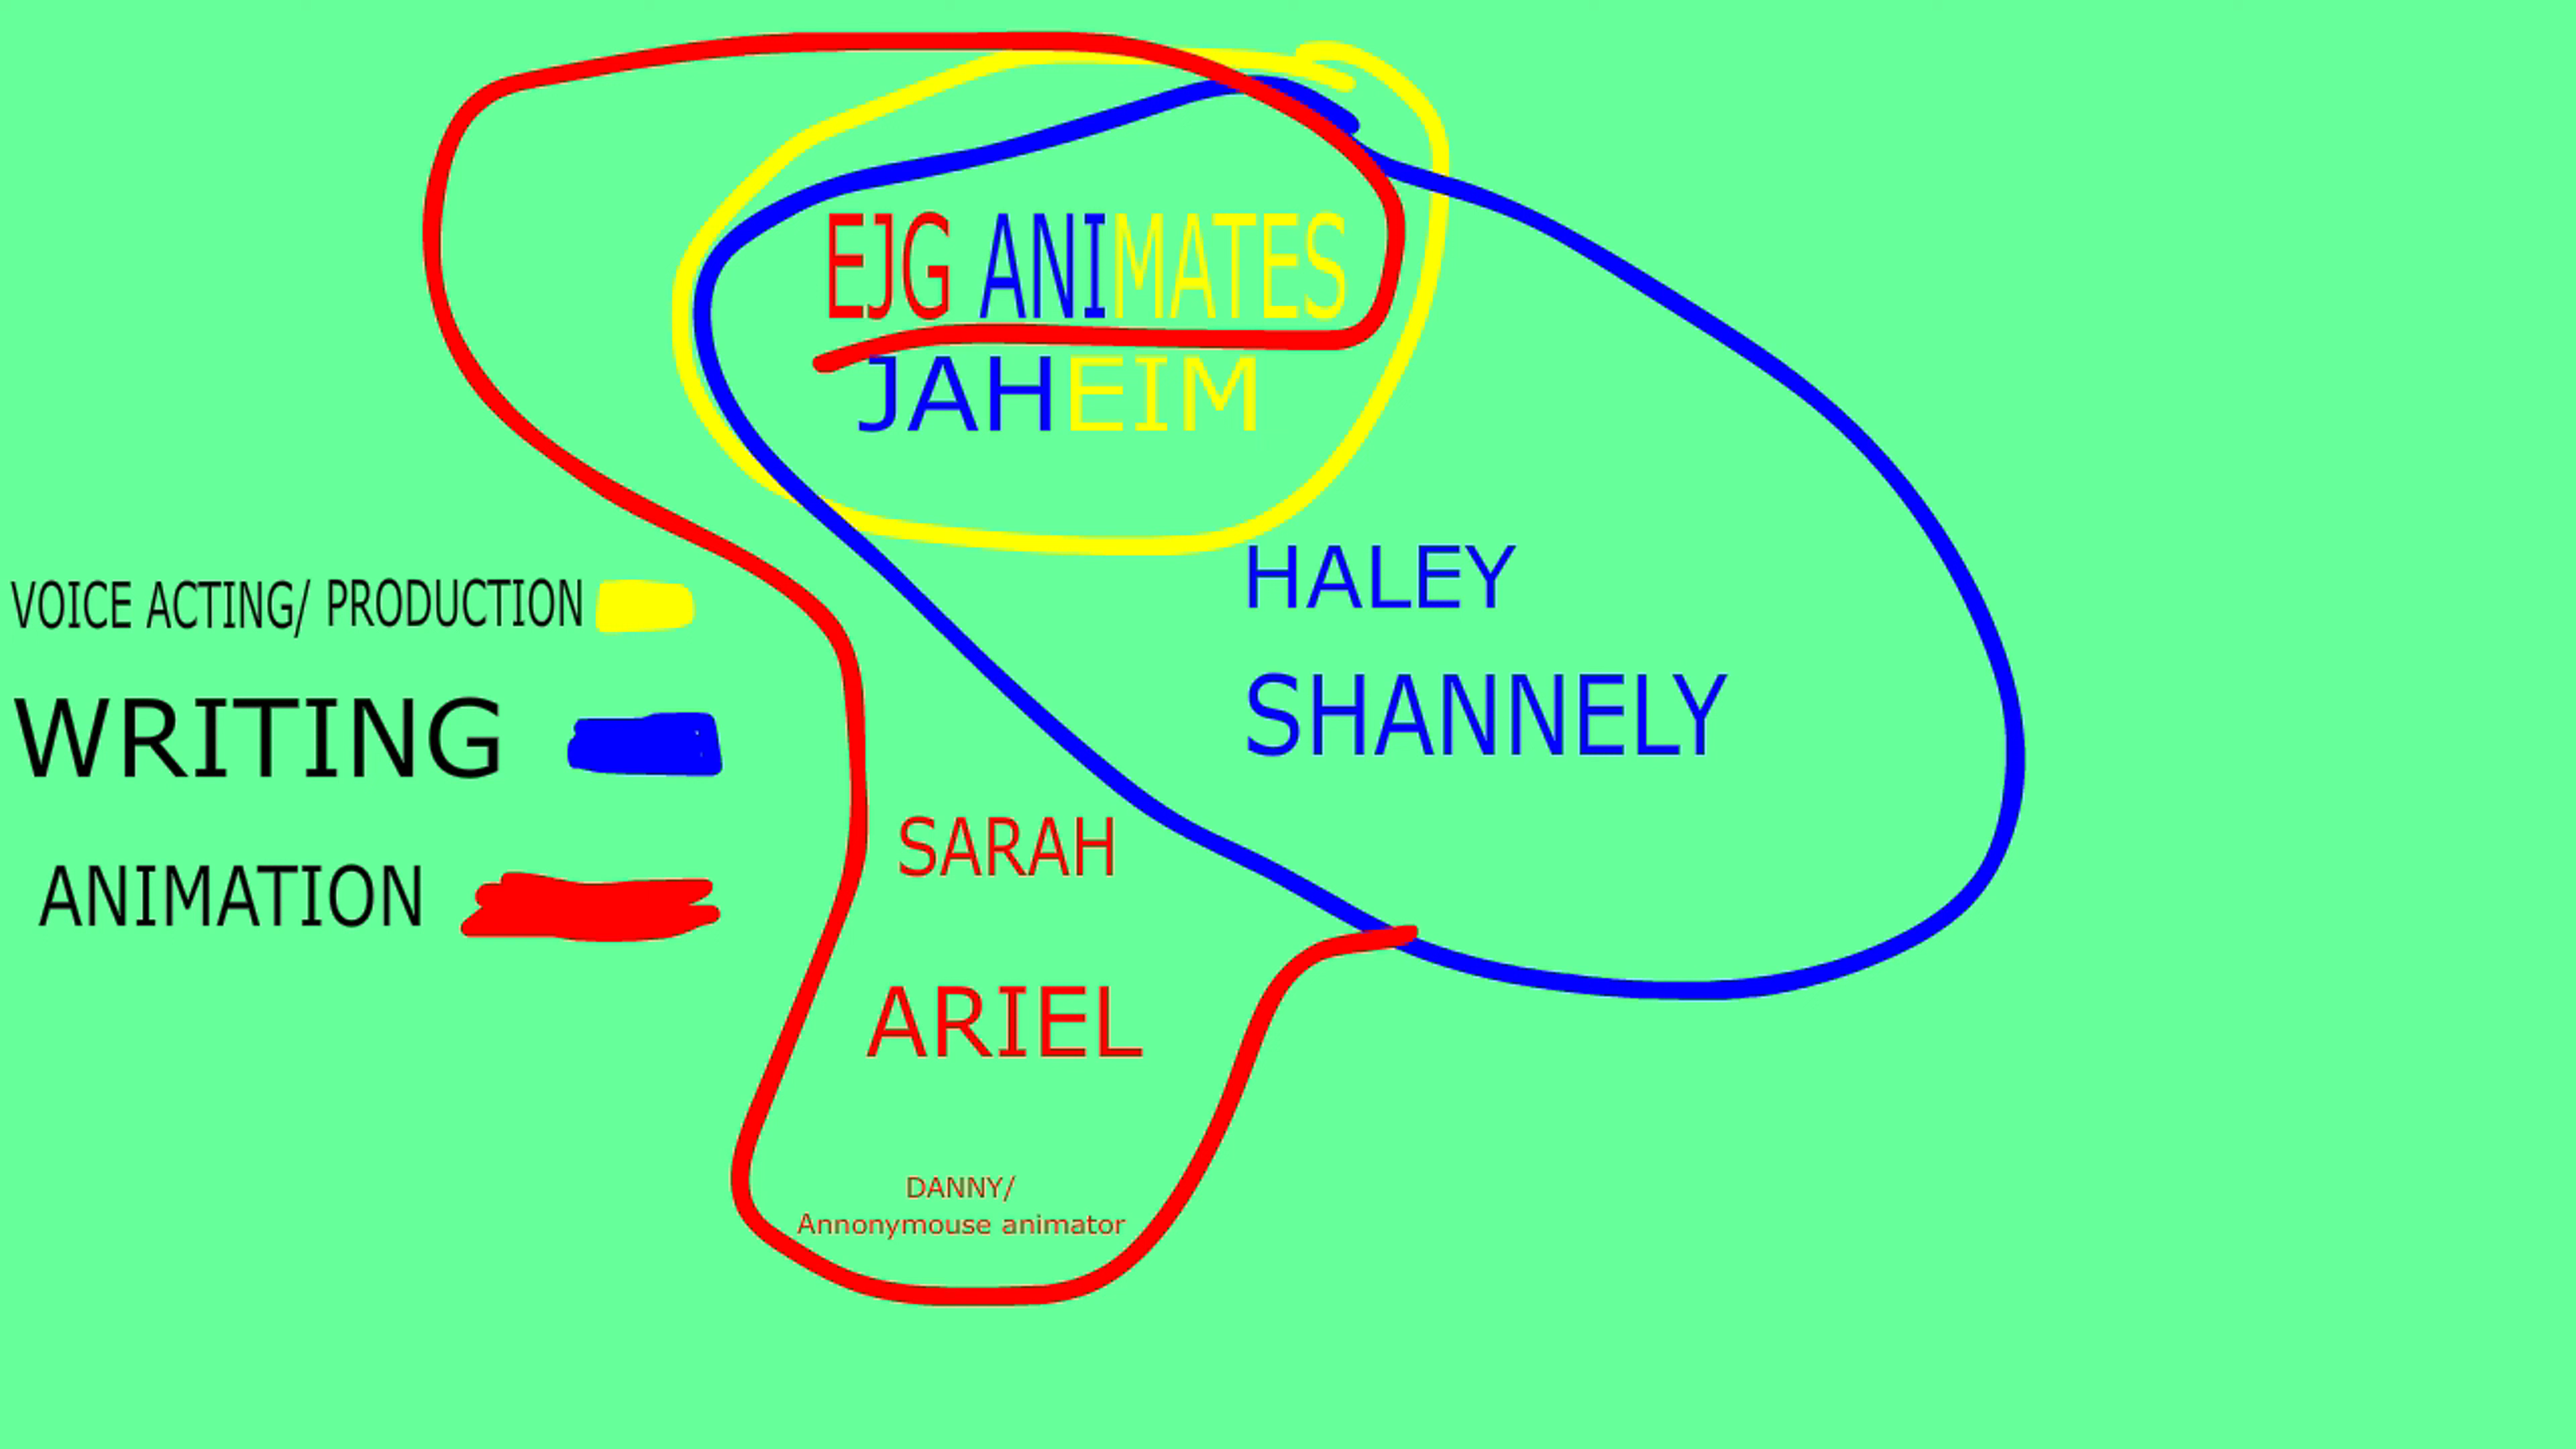 EJG ANIMATES
JAHEIM
HALEY
SHANNELY
VOICE ACTING/ PRODUCTION
WRITING
ANIMATION
SARAH
ARIEL
DANNY/
Annonymouse animator